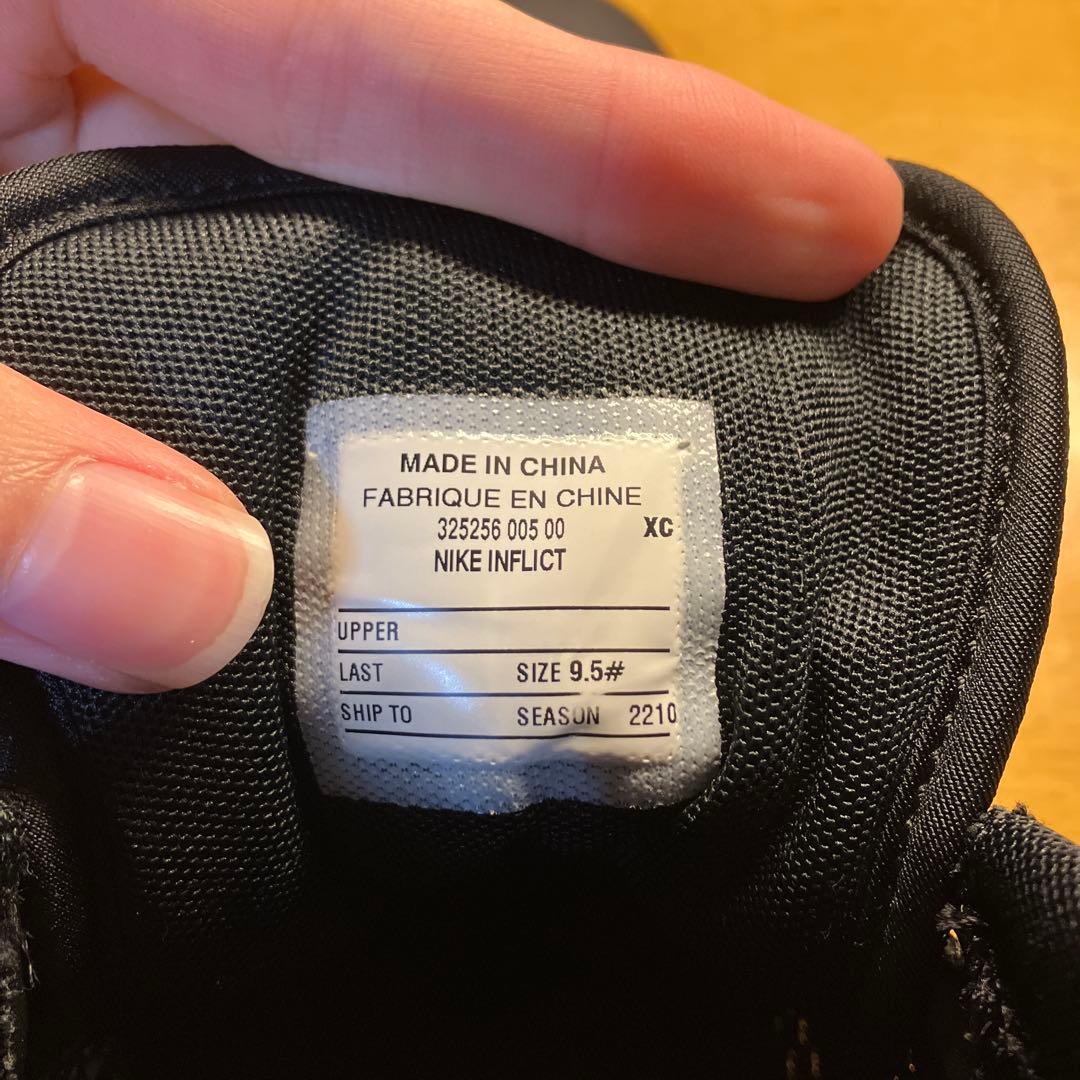 MADE IN CHINA
FABRIQUE EN CHINE
325256 005 00 XC
NIKE INFLICT
UPPER
LAST SIZE 9.5#
SHIP TO SEASON 2210